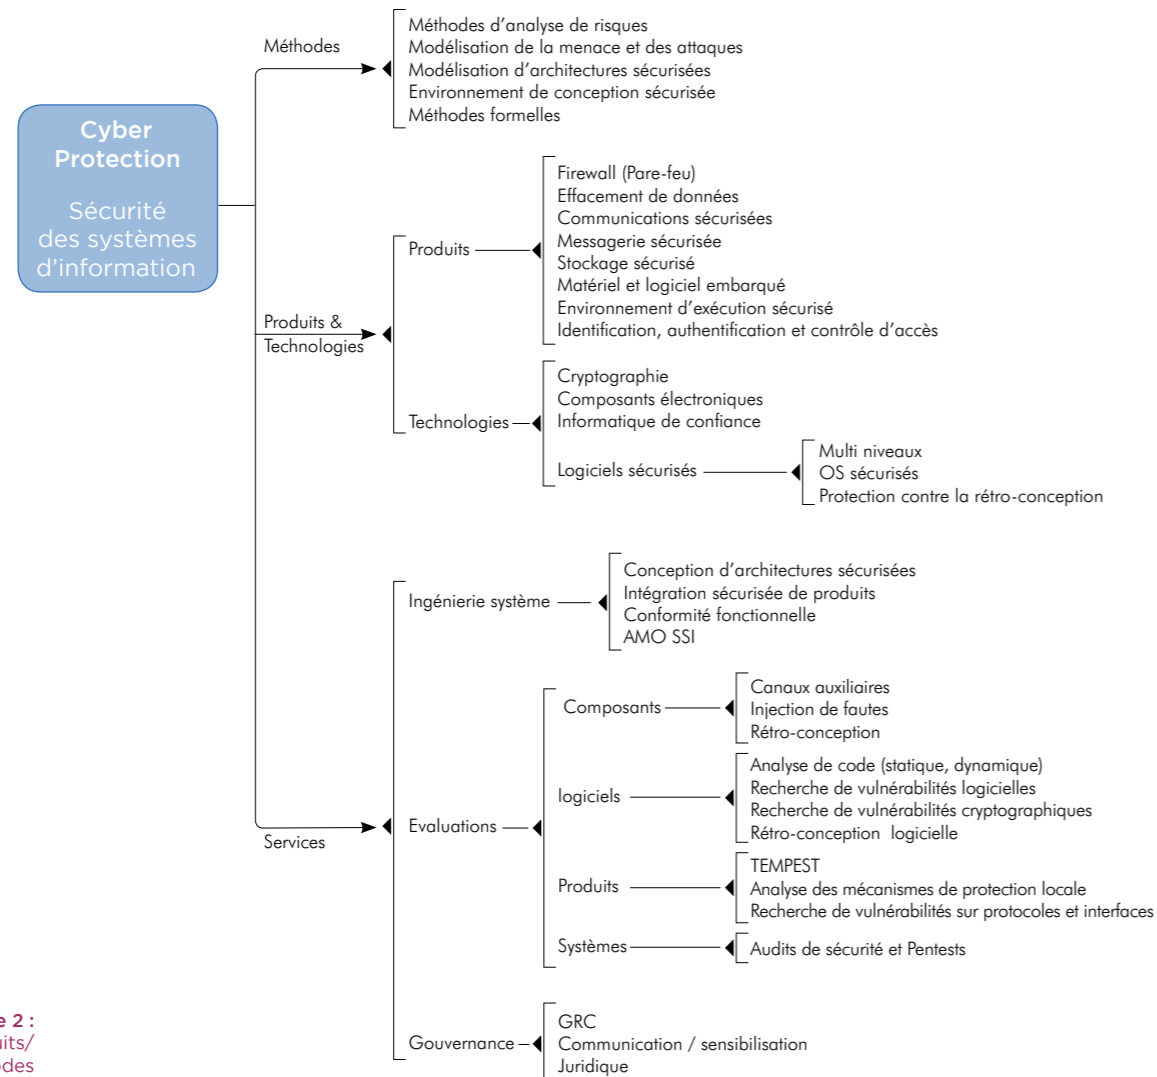 Cyber
Protection
Sécurité
des systèmes
d'information
Méthodes
Méthodes d'analyse de risques
Modélisation de la menace et des attaques
Modélisation d'architectures sécurisées
Environnement de conception sécurisée
Méthodes formelles
Produits &
Technologies
Produits
Firewall (Pare-feu)
Effacement de données
Communications sécurisées
Messagerie sécurisée
Stockage sécurisé
Matériel et logiciel embarqué
Environnement d'exécution sécurisé
Identification, authentification et contrôle d'accès
Technologies
Cryptographie
Composants électroniques
Informatique de confiance
Logiciels sécurisés
Multi niveaux
OS sécurisés
Protection contre la rétro-conception
Services
Ingénierie système
Conception d'architectures sécurisées
Intégration sécurisée de produits
Conformité fonctionnelle
AMO SSI
Evaluations
Composants
Canaux auxiliaires
Injection de fautes
Rétro-conception
logiciels
Analyse de code (statique, dynamique)
Recherche de vulnérabilités logicielles
Recherche de vulnérabilités cryptographiques
Rétro-conception logicielle
Produits
TEMPEST
Analyse des mécanismes de protection locale
Recherche de vulnérabilités sur protocoles et interfaces
Systèmes
Audits de sécurité et Pentests
Gouvernance
GRC
Communication / sensibilisation
Juridique
e 2 :
uits/
odes